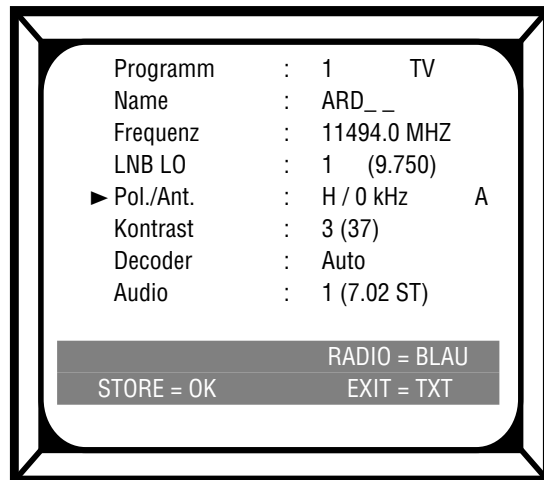 Programm : 1 TV
Name : ARD_ _
Frequenz : 11494.0 MHZ
LNB LO : 1 (9.750)
►Pol./Ant. : H / 0 kHz A
Kontrast : 3 (37)
Decoder : Auto
Audio : 1 (7.02 ST)
RADIO = BLAU
STORE = OK EXIT = TXT